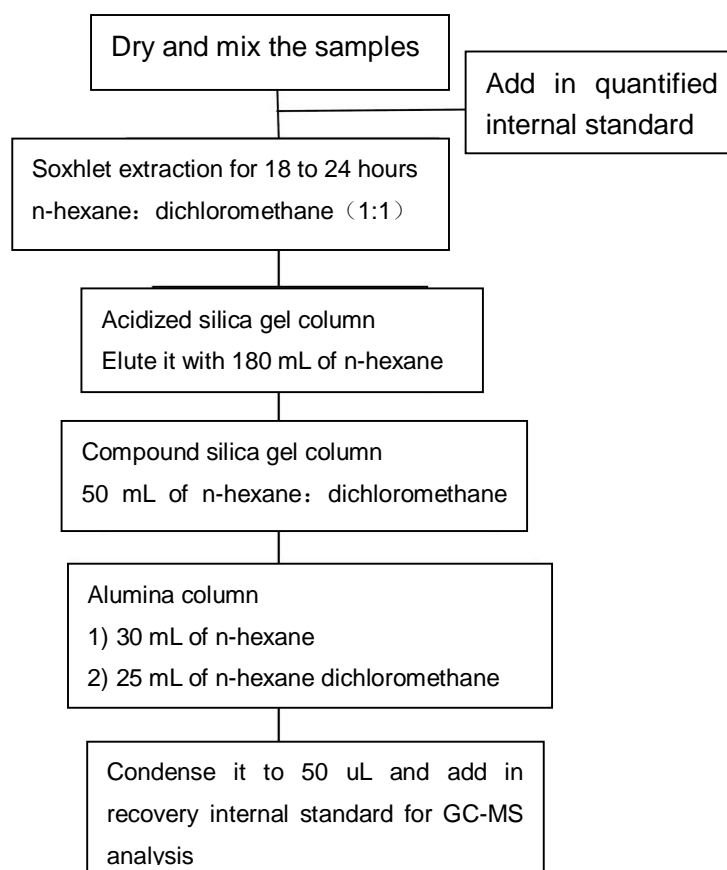 Dry and mix the samples
Add in quantified
internal standard
Soxhlet extraction for 18 to 24 hours
n-hexane：dichloromethane（1:1）
Acidized silica gel column
Elute it with 180 mL of n-hexane
Compound silica gel column
50 mL of n-hexane：dichloromethane
Alumina column
1) 30 mL of n-hexane
2) 25 mL of n-hexane dichloromethane
Condense it to 50 uL and add in
recovery internal standard for GC-MS
analysis